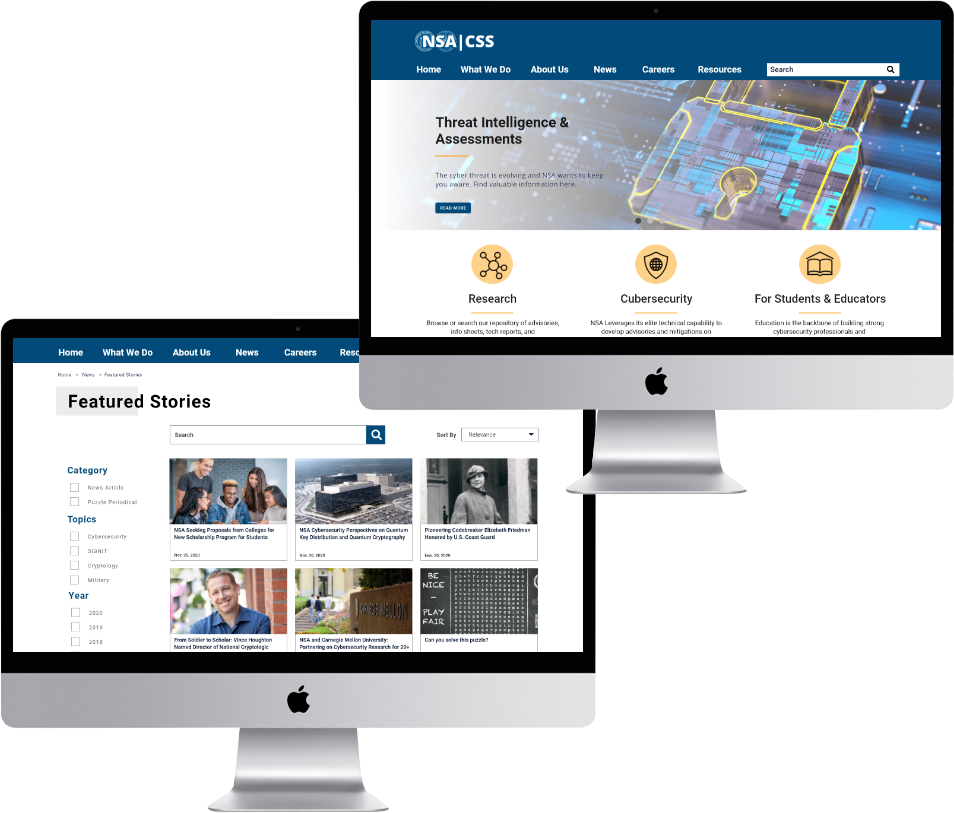 NSA|CSS
Home What We Do About Us News Careers Resources Search
Threat Intelligence &
Assessments
The cyber threat is evolving and NSA wants to keep
you aware. Find valuable information here.
READ MORE
Research
Browse or search our repository of advisories,
info sheets, tech reports, and
Cubersecurity
NSA Leverages its elite technical capability to
develop advisories and mitigations on
For Students & Educators
Education is the backbone of building strong
cybersecurity professionals and
Home What We Do About Us News Careers Reso
Home > News > Featured Stories
Featured Stories
Search
Sort By Relevance
Category
News Article
Puzzle Periodical
Topics
Cybersecurity
SIGNIT
Cryptology
Military
Year
2020
2019
2018
NSA Seeking Proposals from Colleges for
New Scholarship Program for Students
Nov 20, 2020
NSA Cybersecurity Perspectives on Quantum
Key Distribution and Quantum Cryptography
Nov 20, 2020
Pioneering Codebreaker Elizebeth Friedman
Honored by U.S. Coast Guard
Nov 20, 2020
From Soldier to Scholar: Vince Houghton
Named Director of National Cryptologic
NSA and Carnegie Mellon University:
Partnering on Cybersecurity Research for 20+
BE
NICE
–
PLAY
FAIR
Can you solve this puzzle?